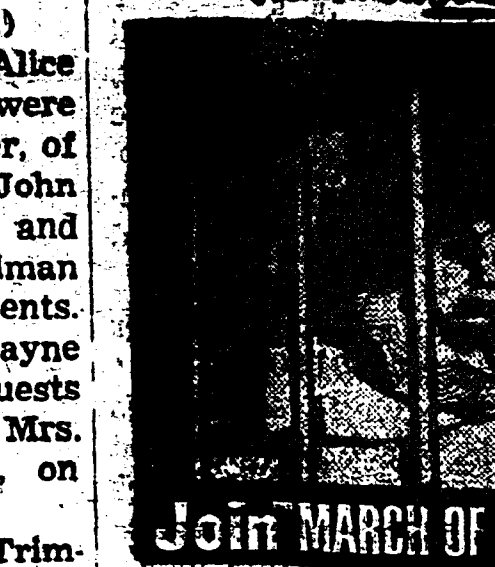 )
Alice
were
r, of
John
and
lman
ents.
ayne
uests
Mrs.
, on
Trim-
Join MARCH OF